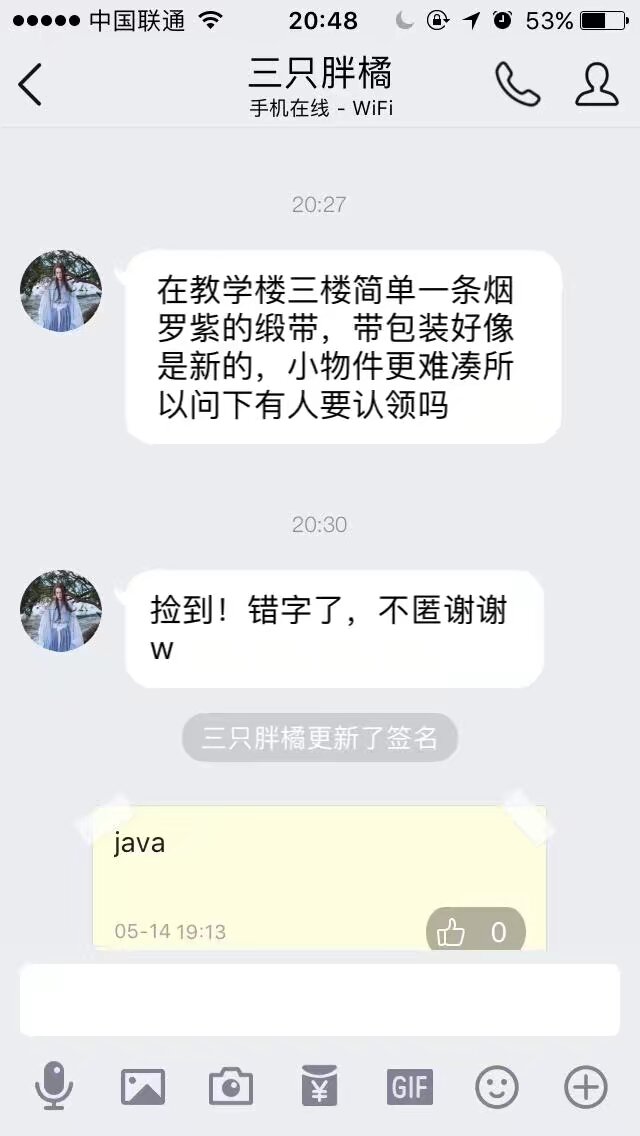 中国联通 20:48 53%
三只胖橘
手机在线 - WiFi
20:27
在教学楼三楼简单一条烟
罗紫的缎带，带包装好像
是新的，小物件更难凑所
以问下有人要认领吗
20:30
捡到！错字了，不匿谢谢
w
三只胖橘更新了签名
java
05-14 19:13 0
GIF